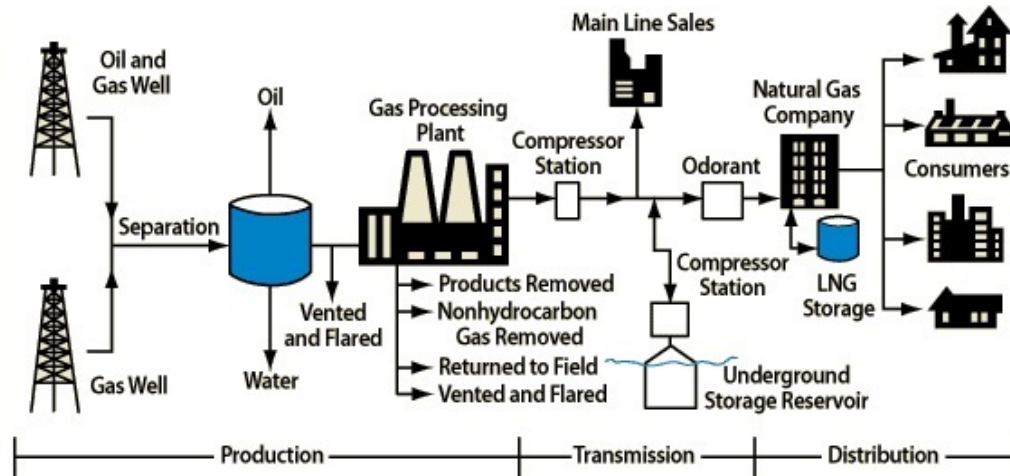 Main Line Sales
Oil and
Gas Well
Oil
Gas Processing
Plant
Compressor
Station
Odorant
Natural Gas
Company
Consumers
Separation
Compressor
Station
LNG
Storage
Products Removed
Nonhydrocarbon
Gas Removed
Returned to Field
Vented and Flared
Vented
and Flared
Gas Well
Water
Underground
Storage Reservoir
Production
Transmission
Distribution